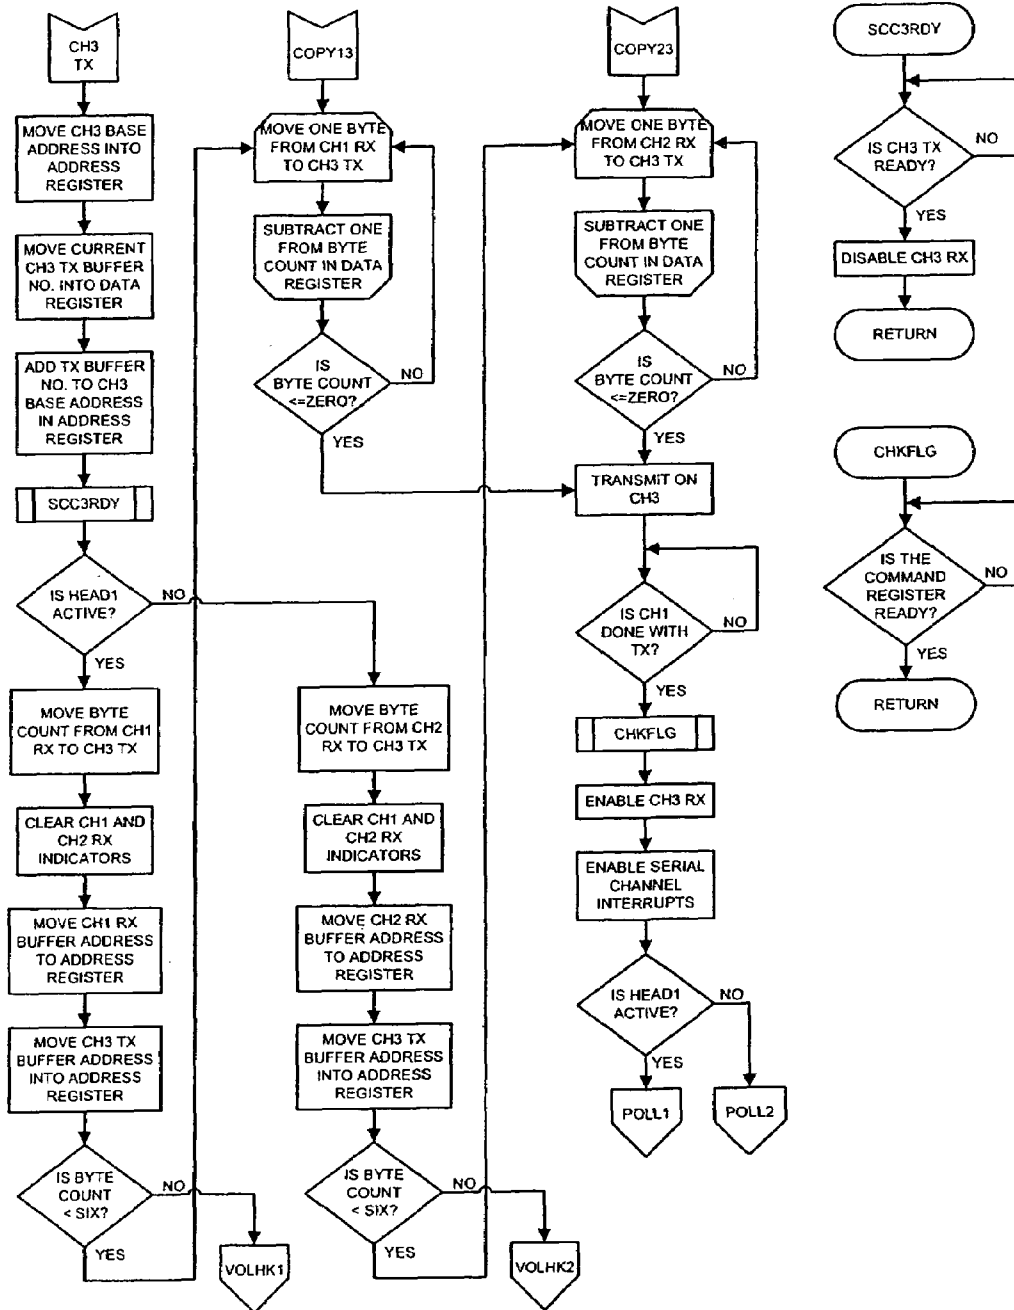 CH3
TX
MOVE CH3 BASE
ADDRESS INTO
ADDRESS
REGISTER
MOVE CURRENT
CH3 TX BUFFER
NO. INTO DATA
REGISTER
ADD TX BUFFER
NO. TO CH3
BASE ADDRESS
IN ADDRESS
REGISTER
SCC3RDY
IS HEAD1
ACTIVE?
NO
YES
MOVE BYTE
COUNT FROM CH1
RX TO CH3 TX
CLEAR CH1 AND
CH2 RX
INDICATORS
MOVE CH1 RX
BUFFER ADDRESS
TO ADDRESS
REGISTER
MOVE CH3 TX
BUFFER ADDRESS
INTO ADDRESS
REGISTER
IS BYTE
COUNT
< SIX?
NO
YES
VOLHK1
COPY13
MOVE ONE BYTE
FROM CH1 RX
TO CH3 TX
SUBTRACT ONE
FROM BYTE
COUNT IN DATA
REGISTER
IS
BYTE COUNT
<=ZERO?
NO
YES
MOVE BYTE
COUNT FROM CH2
RX TO CH3 TX
CLEAR CH1 AND
CH2 RX
INDICATORS
MOVE CH2 RX
BUFFER ADDRESS
TO ADDRESS
REGISTER
MOVE CH3 TX
BUFFER ADDRESS
INTO ADDRESS
REGISTER
IS BYTE
COUNT
< SIX?
NO
YES
VOLHK2
COPY23
MOVE ONE BYTE
FROM CH2 RX
TO CH3 TX
SUBTRACT ONE
FROM BYTE
COUNT IN DATA
REGISTER
IS
BYTE COUNT
<=ZERO?
NO
YES
TRANSMIT ON
CH3
IS CH1
DONE WITH
TX?
NO
YES
CHKFLG
ENABLE CH3 RX
ENABLE SERIAL
CHANNEL
INTERRUPTS
IS HEAD1
ACTIVE?
NO
YES
POLL1
POLL2
SCC3RDY
IS CH3 TX
READY?
NO
YES
DISABLE CH3 RX
RETURN
CHKFLG
IS THE
COMMAND
REGISTER
READY?
NO
YES
RETURN